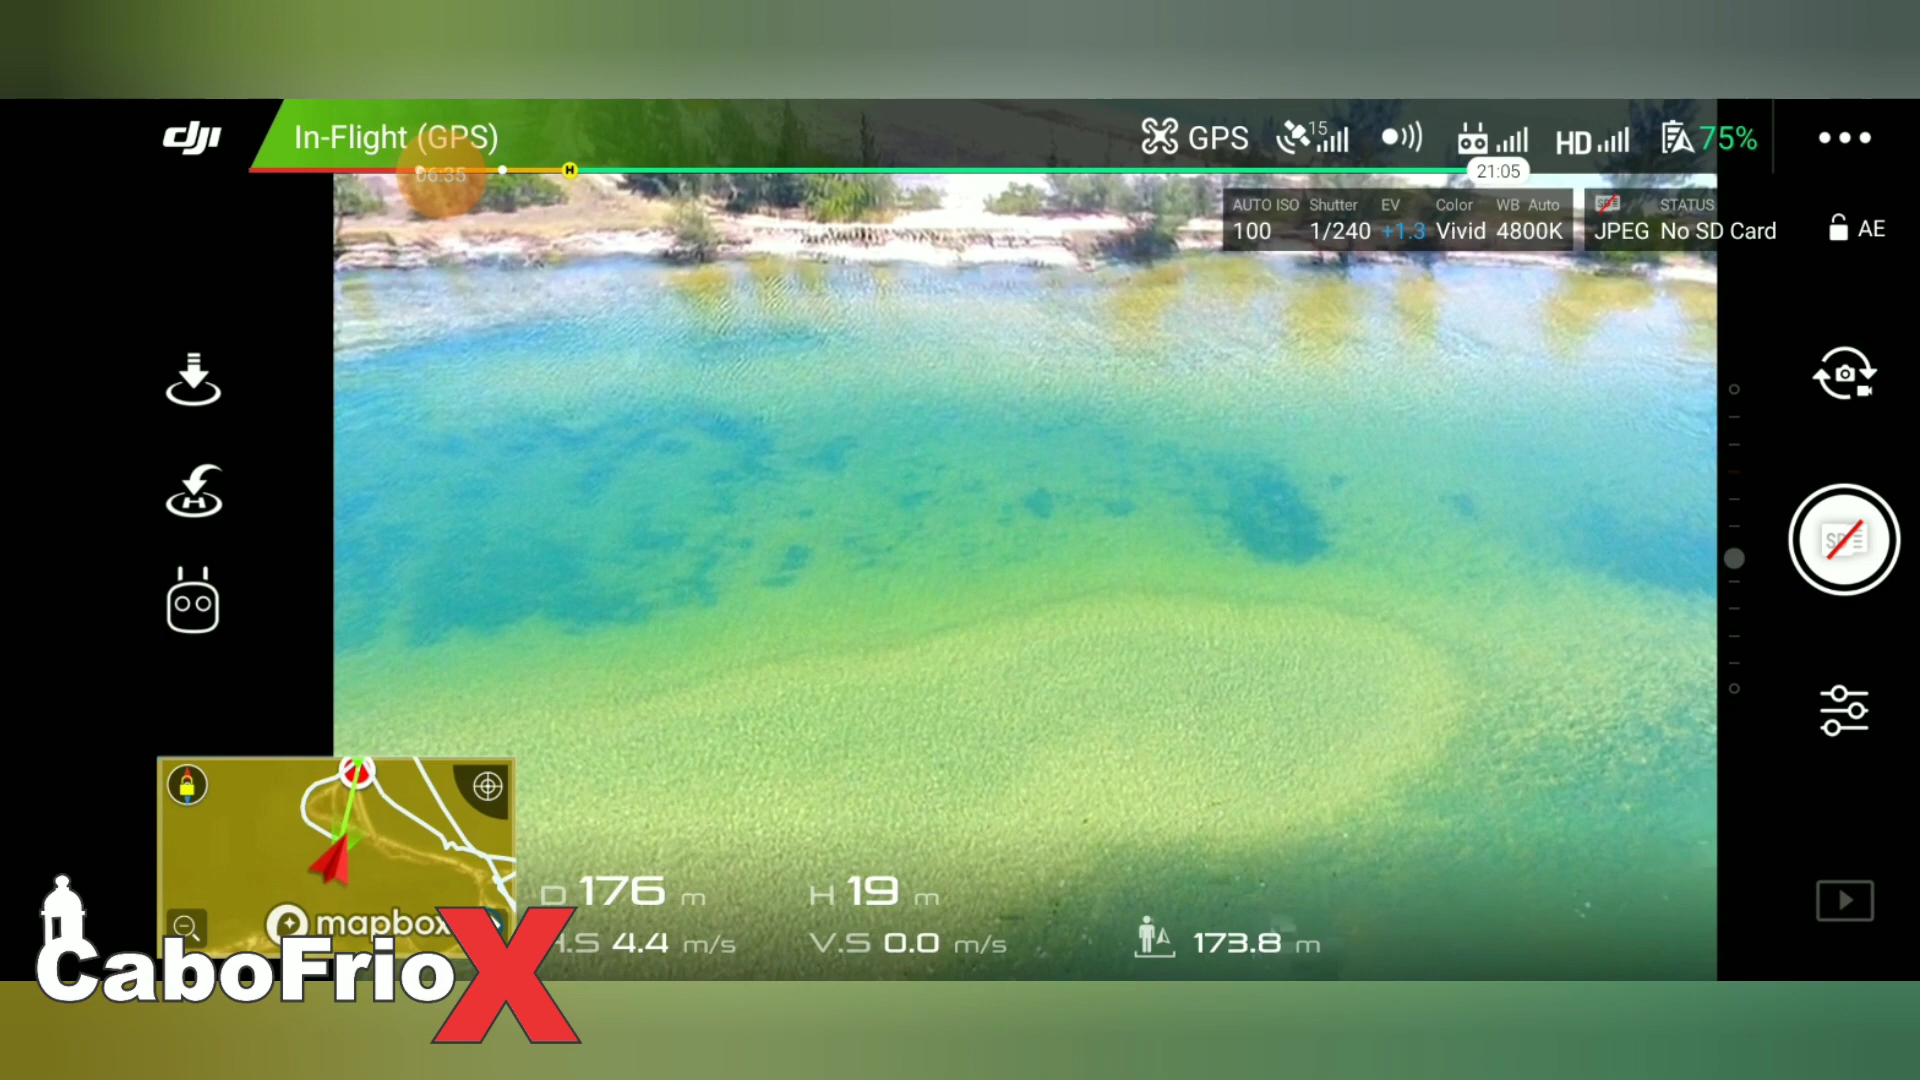 dji
In-Flight (GPS)
GPS
15
HD
75%
06:35
H
21:05
AUTO ISO Shutter EV Color WB Auto
100 1/240 +1.3 Vivid 4800K
STATUS
JPEG No SD Card
AE
SD
H
mapbox
D 176 m
H 19 m
H.S 4.4 m/s
V.S 0.0 m/s
173.8 m
CaboFrioX